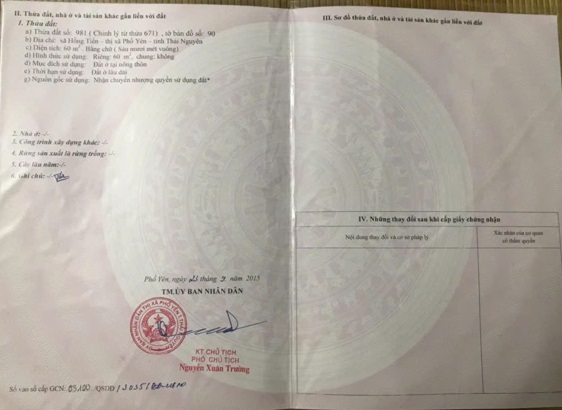 II. Thửa đất, nhà ở và tài sản khác gắn liền với đất
1. Thửa đất:
a) Thửa đất số: 981 ( Chỉnh lý từ thửa 671) , tờ bản đồ số: 90
b) Địa chỉ: xã Hồng Tiến – thị xã Phổ Yên – tỉnh Thái Nguyên
c) Diện tích: 60 m² Bằng chữ ( Sáu mươi mét vuông)
d) Hình thức sử dụng: Riêng: 60 m², chung: không
đ) Mục đích sử dụng: Đất ở tại nông thôn
e) Thời hạn sử dụng: Đất ở lâu dài
g) Nguồn gốc sử dụng: Nhận chuyển nhượng quyền sử dụng đất*
2. Nhà ở: -/-
3. Công trình xây dựng khác: -/-
4. Rừng sản xuất là rừng trồng: -/-
5. Cây lâu năm:-/-
6. Ghi chú: -/-
Phổ Yên, ngày 23 tháng năm 2015
TM.ỦY BAN NHÂN DÂN
KT CHỦ TỊCH
PHÓ CHỦ TỊCH
Nguyễn Xuân Trường
Số vào sổ cấp GCN: /QSDĐ/
III. Sơ đồ thửa đất, nhà ở và tài sản khác gắn liền với đất
IV. Những thay đổi sau khi cấp giấy chứng nhận
Nội dung thay đổi và cơ sở pháp lý
Xác nhận của cơ quan
có thẩm quyền